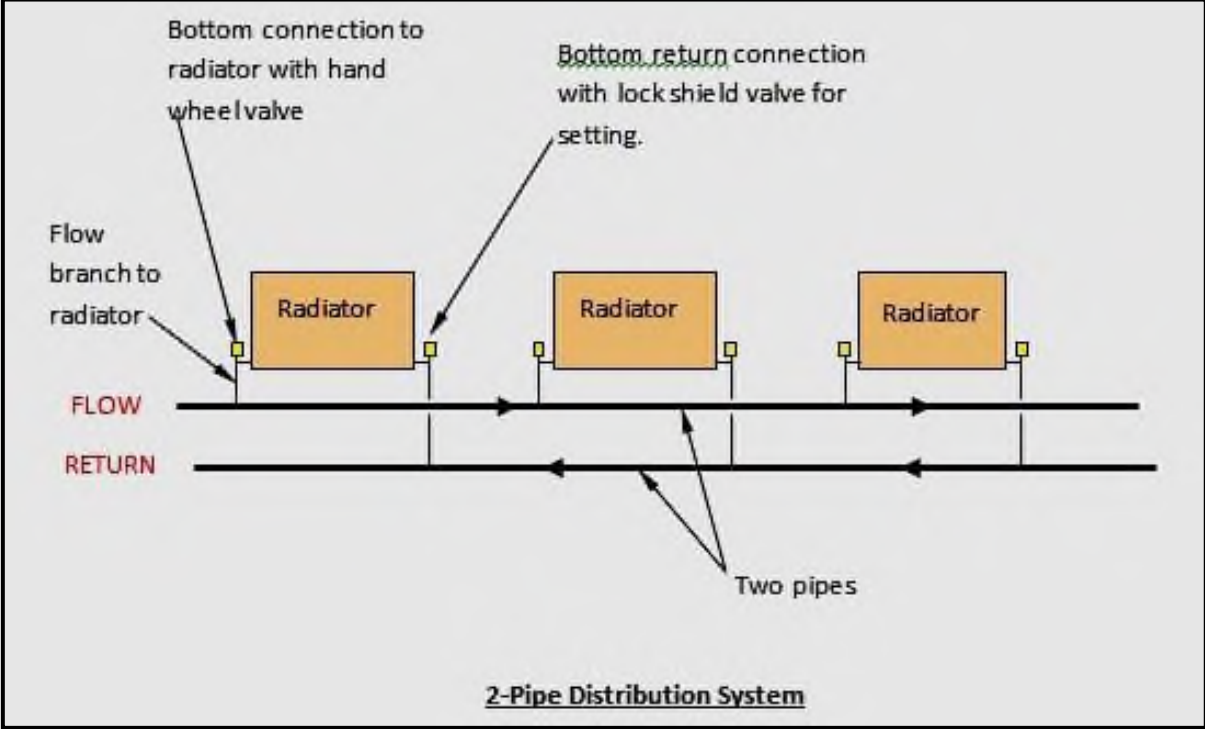 Bottom connection to
radiator with hand
wheel valve
Bottom return connection
with lock shield valve for
setting.
Flow
branch to
radiator
Radiator
Radiator
Radiator
FLOW
RETURN
Two pipes
2-Pipe Distribution System